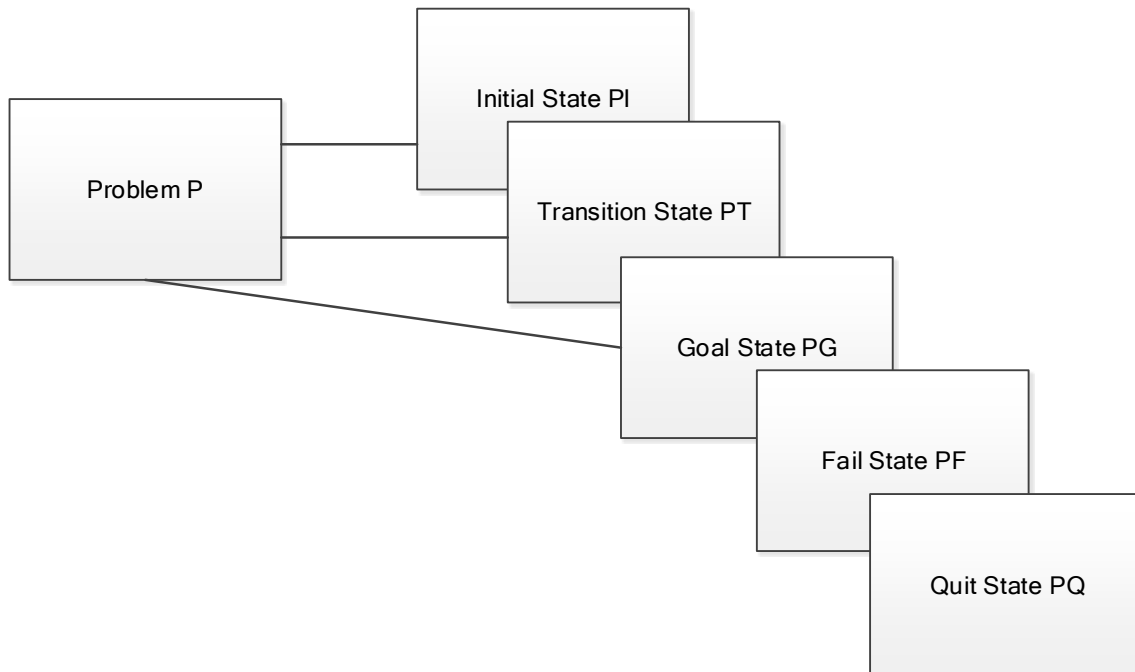 Initial State PI
Problem P
Transition State PT
Goal State PG
Fail State PF
Quit State PQ